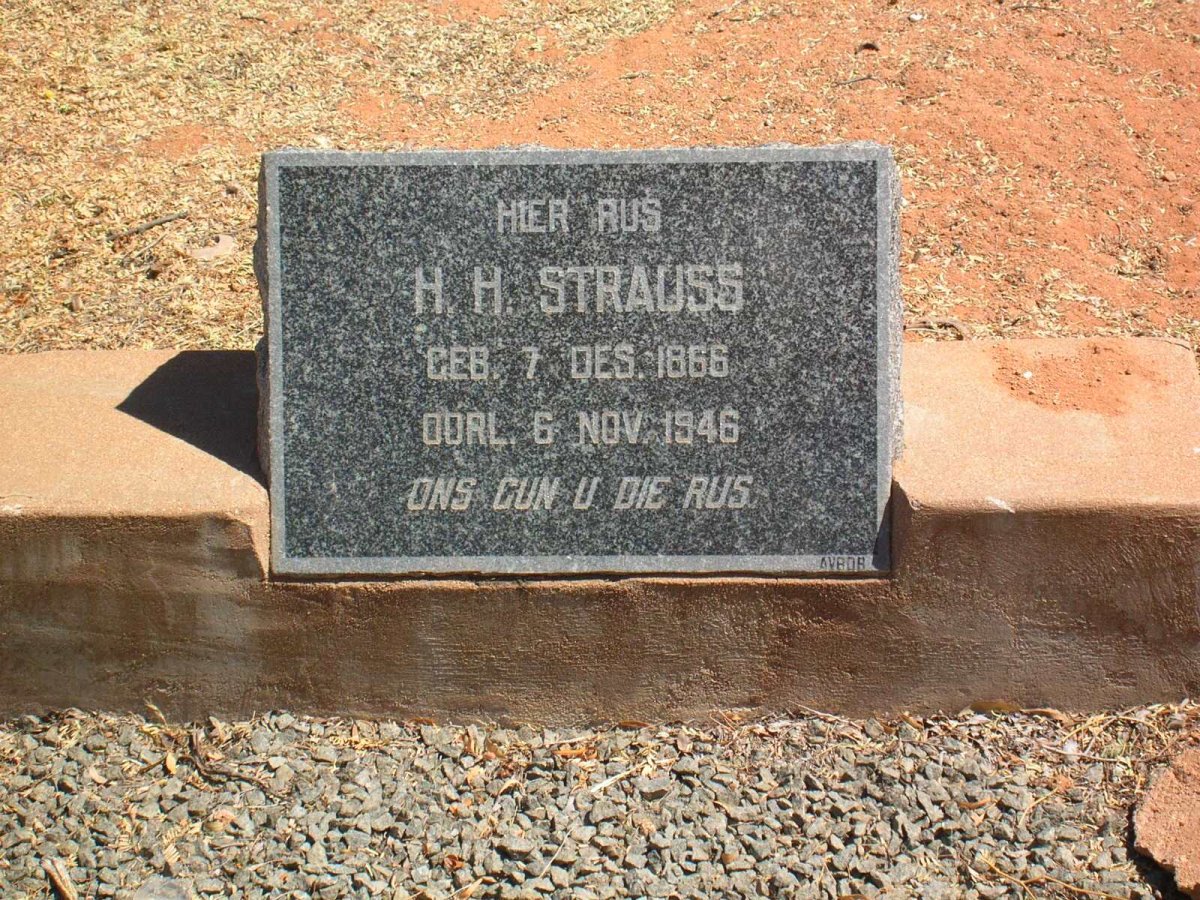 HIER RUS
H. H. STRAUSS
GEB. 7 DES. 1866
OORL. 6 NOV. 1946
ONS GUN U DIE RUS.
AVBOB